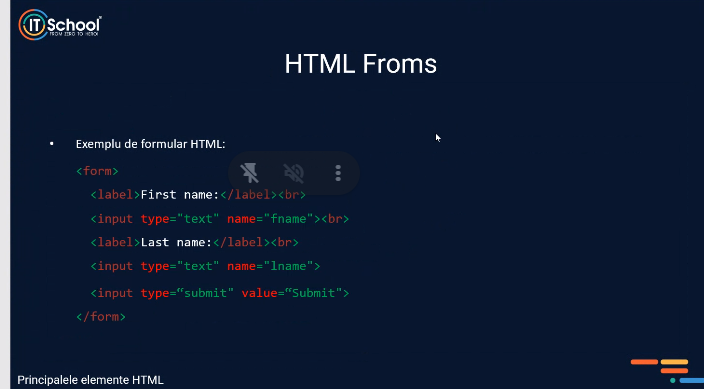 ITSchool
FROM ZERO TO HERO!
HTML Froms
• Exemplu de formular HTML:
<form>
<label>First name:</label><br>
<input type="text" name="fname"><br>
<label>Last name:</label><br>
<input type="text" name="lname">
<input type=“submit" value=“Submit">
</form>
Principalele elemente HTML